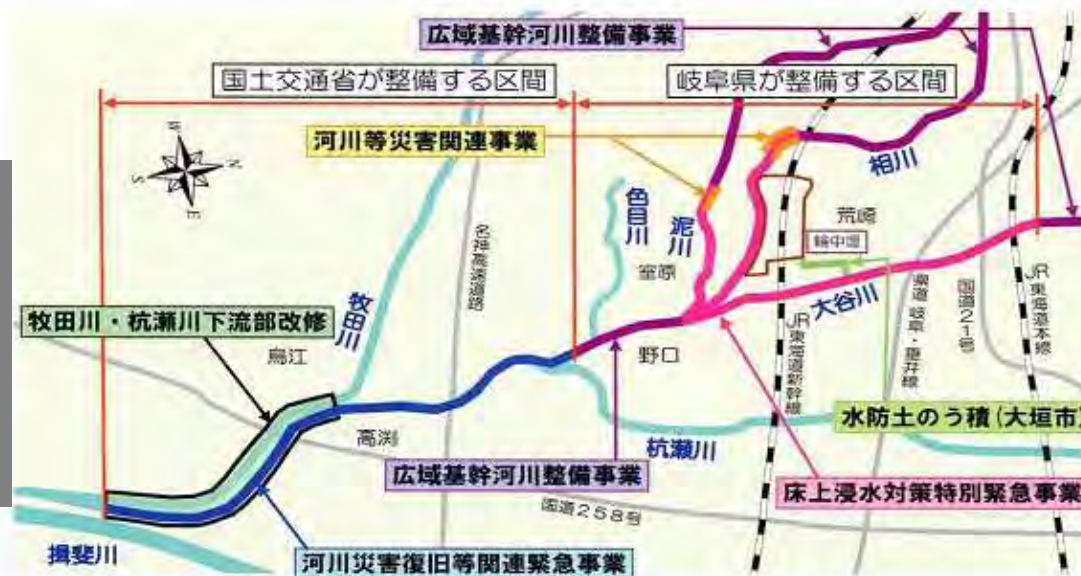 広域基幹河川整備事業
国土交通省が整備する区間
岐阜県が整備する区間
河川等災害関連事業
相川
W
N
S
E
色目川
泥川
荒崎
輪中堤
室原
名神高速道路
牧田川
大谷川
県道 岐阜・垂井線
国道21号
JR東海道本線
牧田川・杭瀬川下流部改修
烏江
野口
JR東海道新幹線
水防土のう積(大垣市)
高渕
杭瀬川
広域基幹河川整備事業
床上浸水対策特別緊急事業
国道258号
揖斐川
河川災害復旧等関連緊急事業